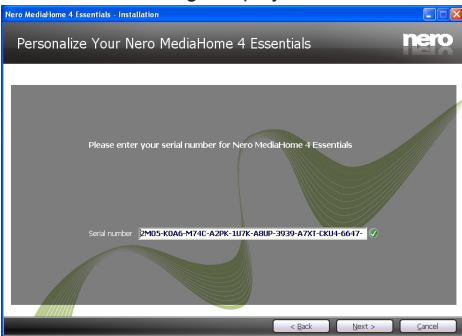 Nero MediaHome 4 Essentials - Installation
Personalize Your Nero MediaHome 4 Essentials
nero
Please enter your serial number for Nero MediaHome 4 Essentials
Serial number 2M05-K0A6-M74C-A2PK-1U7K-A8UP-3939-A7XT-CKU4-6647-
< Back Next > Cancel